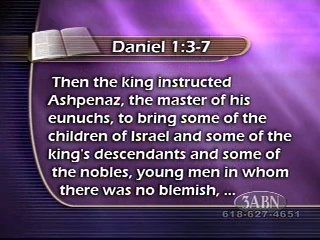 Daniel 1:3-7
Then the king instructed
Ashpenaz, the master of his
eunuchs, to bring some of the
children of Israel and some of the
king's descendants and some of
the nobles, young men in whom
there was no blemish, ...
3ABN
618-627-4651